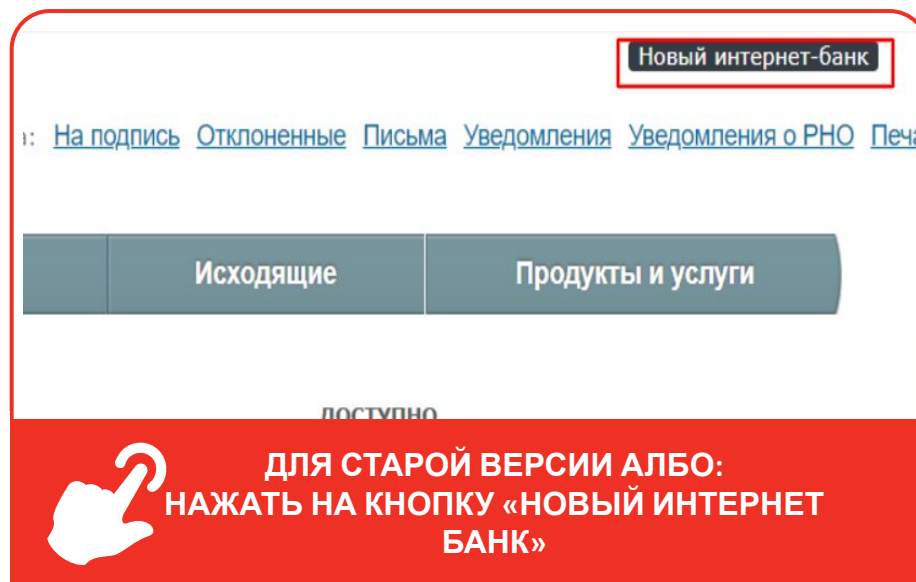 Новый интернет-банк
На подпись Отклоненные Письма Уведомления Уведомления о РНО
Исходящие Продукты и услуги
ДЛЯ СТАРОЙ ВЕРСИИ АЛБО:
НАЖАТЬ НА КНОПКУ «НОВЫЙ ИНТЕРНЕТ
БАНК»